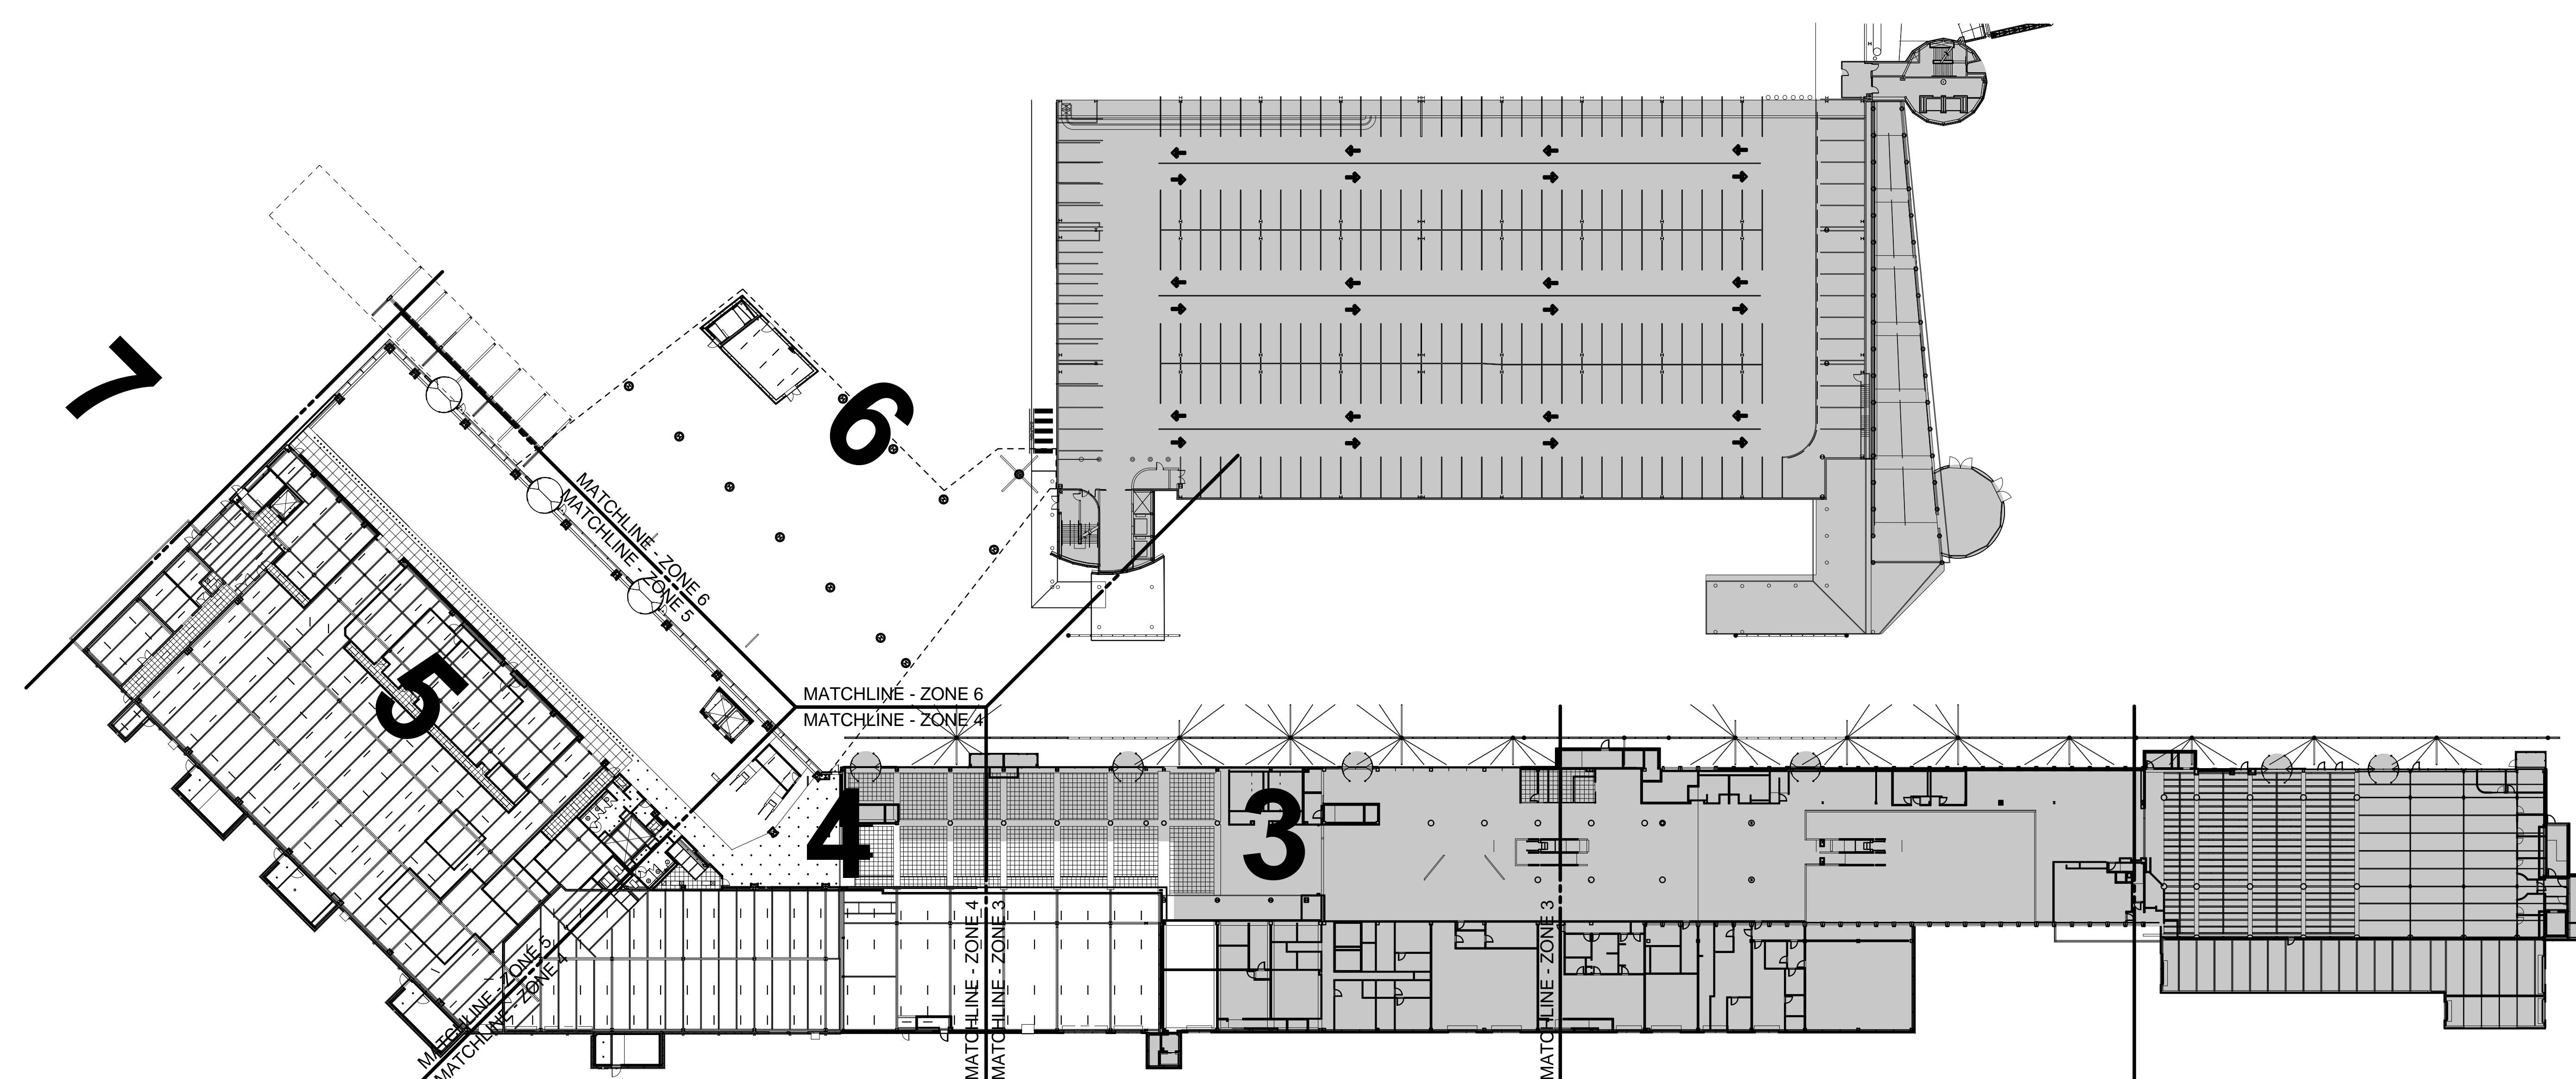 7
6
MATCHLINE - ZONE 6
MATCHLINE - ZONE 5
5
MATCHLINE - ZONE 6
MATCHLINE - ZONE 4
4
3
MATCHLINE - ZONE 5
MATCHLINE - ZONE 4
MATCHLINE - ZONE 4
MATCHLINE - ZONE 3
MATCHLINE - ZONE 3